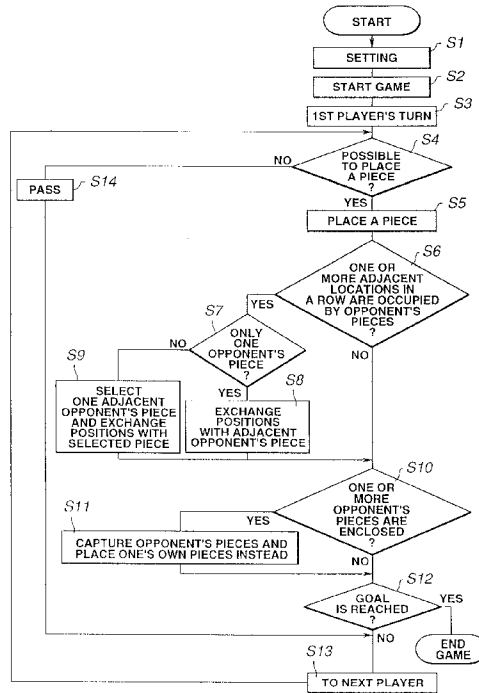 START
S1
SETTING
S2
START GAME
S3
1ST PLAYER'S TURN
S4
NO
POSSIBLE
TO PLACE
A PIECE
?
S14
PASS
YES
S5
PLACE A PIECE
S6
ONE OR
MORE ADJACENT
LOCATIONS IN
A ROW ARE OCCUPIED
BY OPPONENT'S
PIECES
?
YES
NO
S7
ONLY
ONE
OPPONENT'S
PIECE
?
NO
YES
S9
SELECT
ONE ADJACENT
OPPONENT'S PIECE
AND EXCHANGE
POSITIONS WITH
SELECTED PIECE
S8
EXCHANGE
POSITIONS
WITH ADJACENT
OPPONENT'S PIECE
S10
ONE OR
MORE
OPPONENT'S
PIECES ARE
ENCLOSED
?
YES
NO
S11
CAPTURE OPPONENT'S PIECES AND
PLACE ONE'S OWN PIECES INSTEAD
S12
GOAL
IS REACHED
?
YES
NO
END
GAME
S13
TO NEXT PLAYER